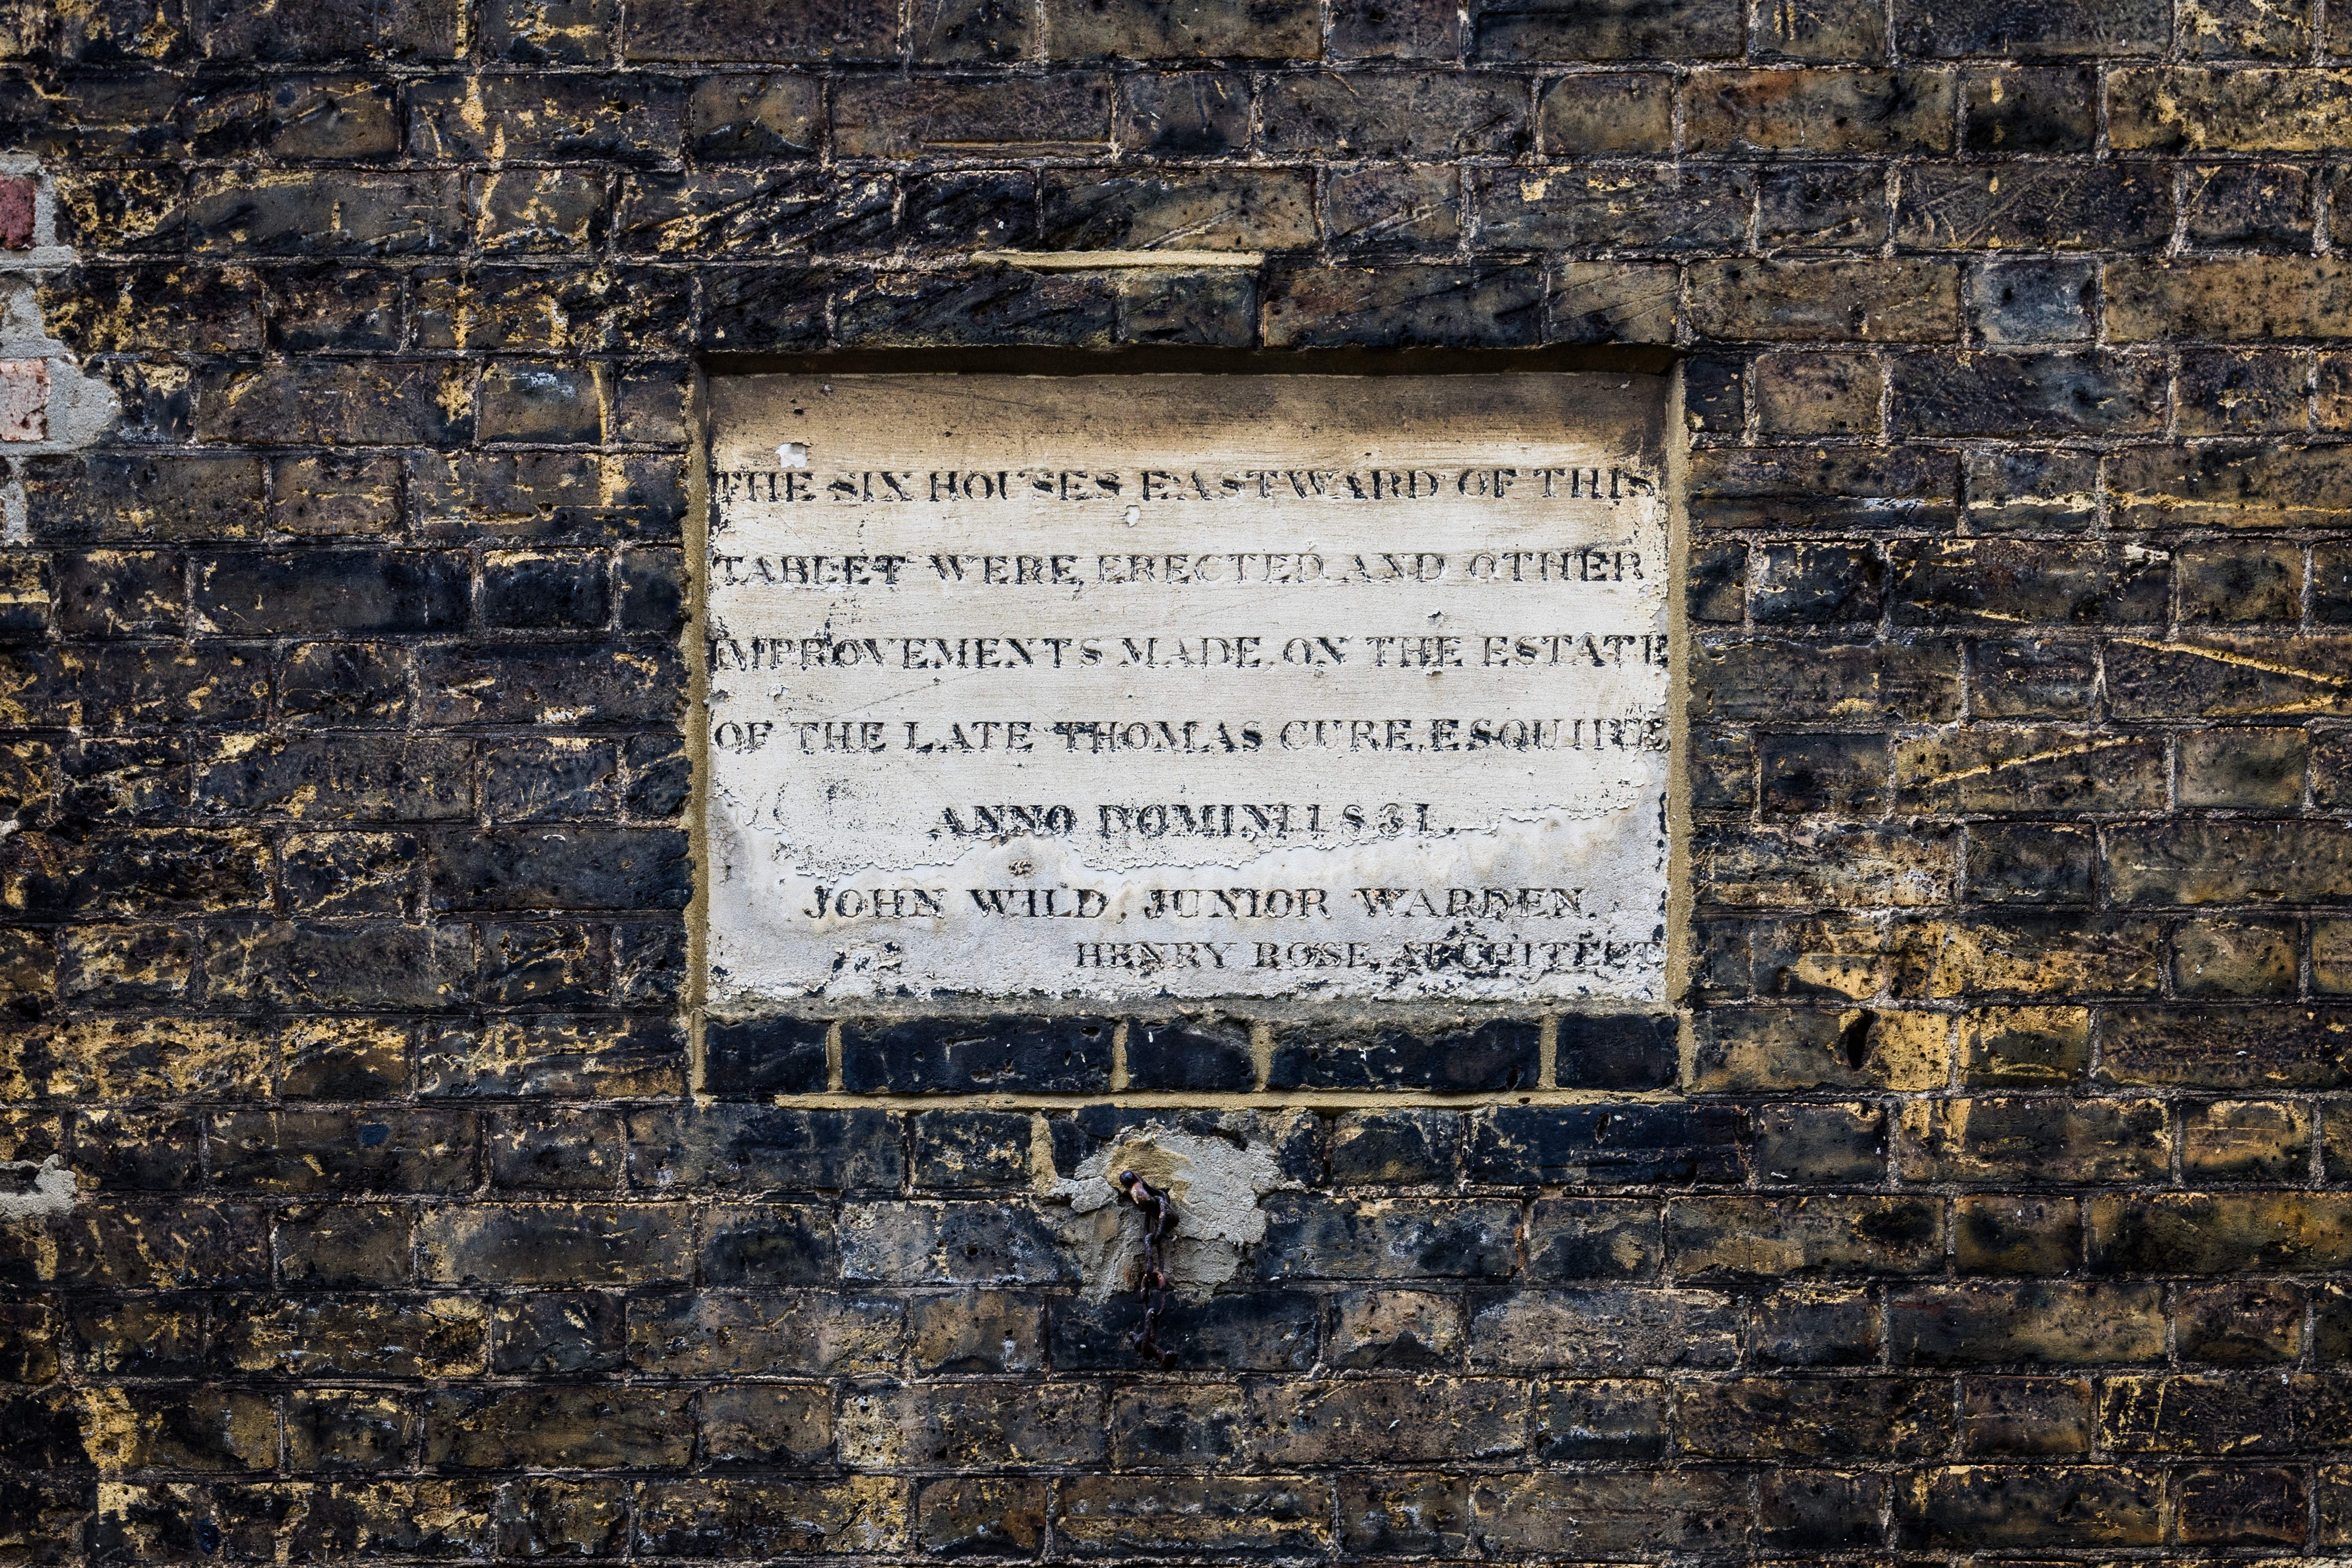 THE SIX HOUSES EASTWARD OF THIS
TABLET WERE ERECTED AND OTHER
IMPROVEMENTS MADE ON THE ESTATE
OF THE LATE THOMAS CURE, ESQUIRE
ANNO DOMINI 1831.
JOHN WILD, JUNIOR WARDEN.
HENRY ROSE, ARCHITECT